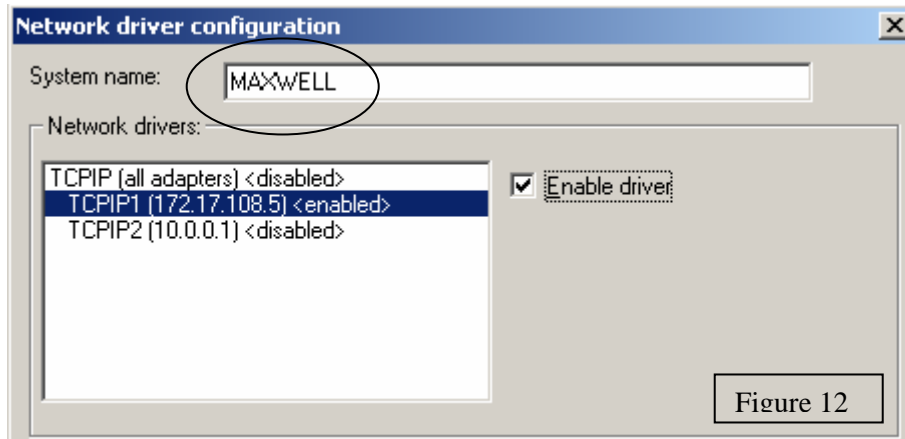 Network driver configuration
System name: MAXWELL
Network drivers:
TCPIP (all adapters) <disabled>
TCPIP1 (172.17.108.5) <enabled>
Enable driver
TCPIP2 (10.0.0.1) <disabled>
Figure 12